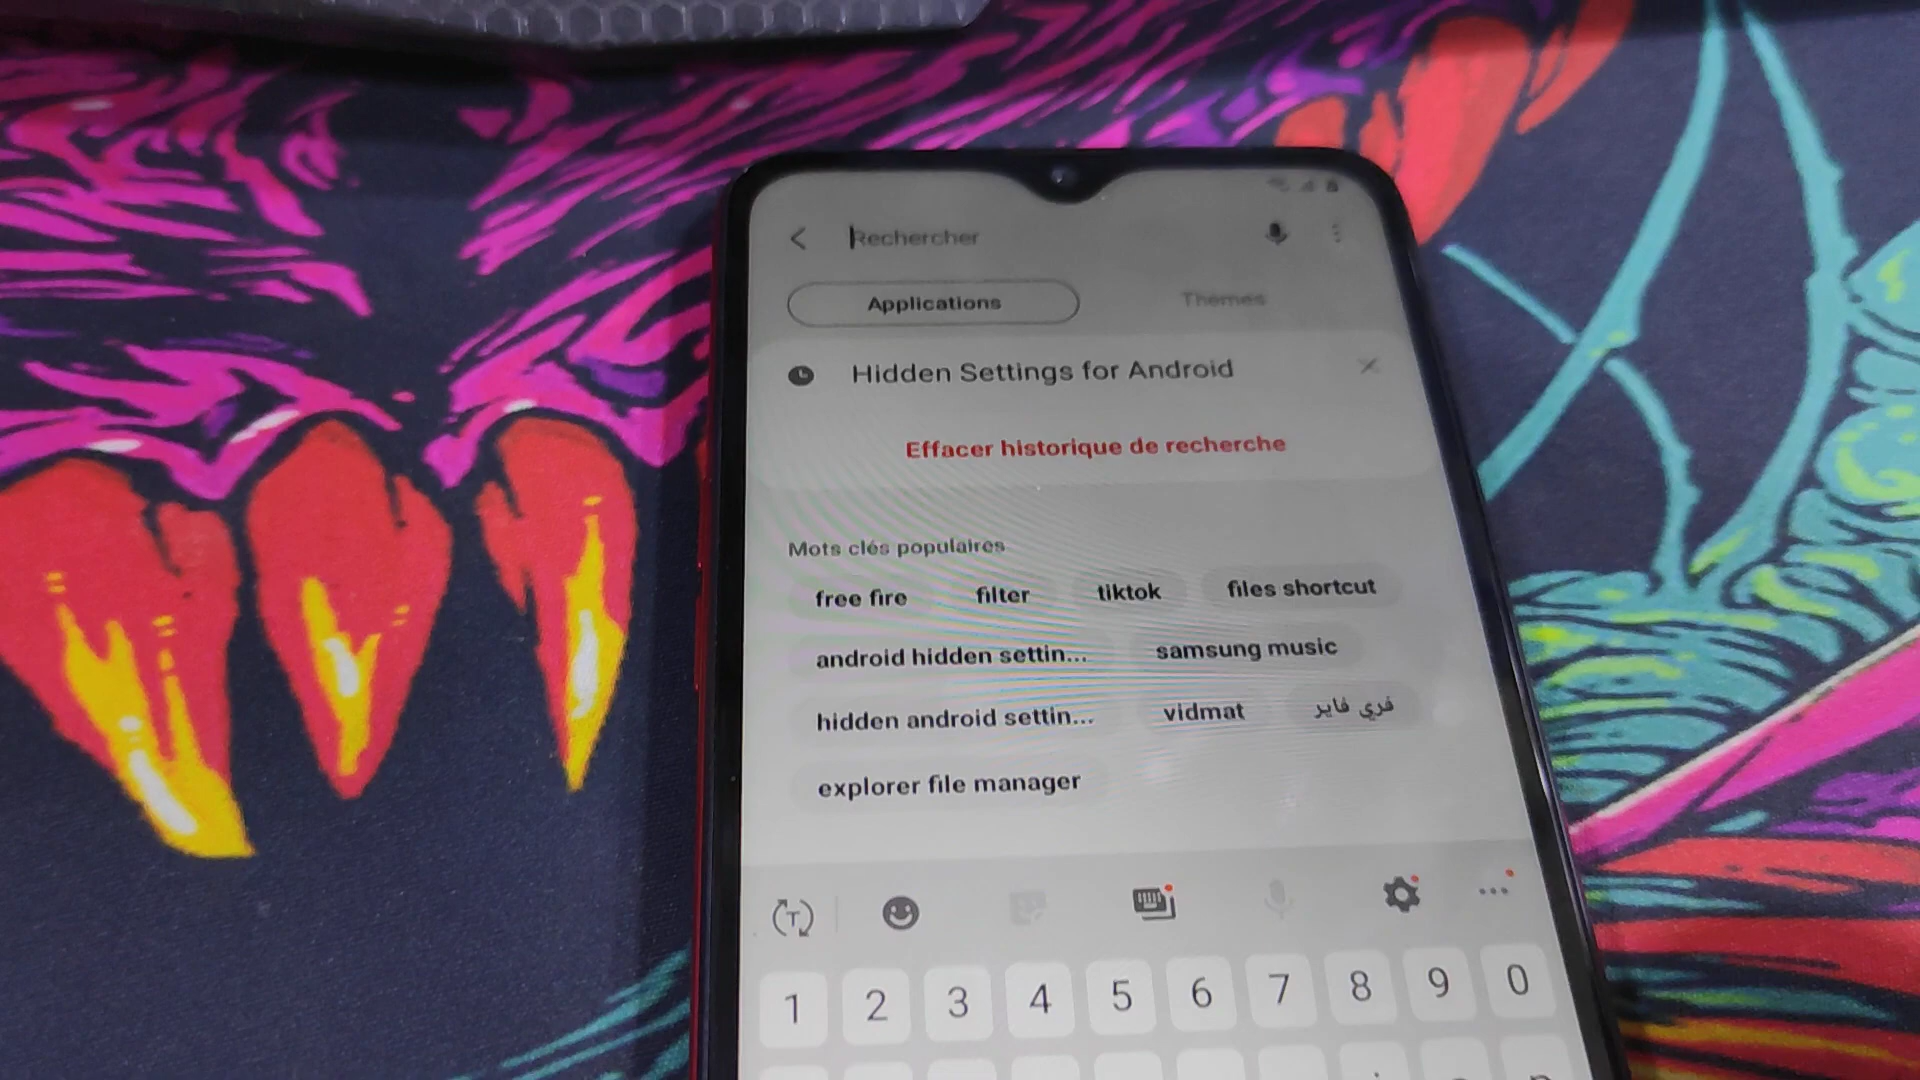 Rechercher
Applications
Thèmes
Hidden Settings for Android
Effacer historique de recherche
Mots clés populaires
free fire filter tiktok files shortcut
android hidden settin... samsung music
hidden android settin... vidmat فري فاير
explorer file manager
T
1 2 3 4 5 6 7 8 9 0